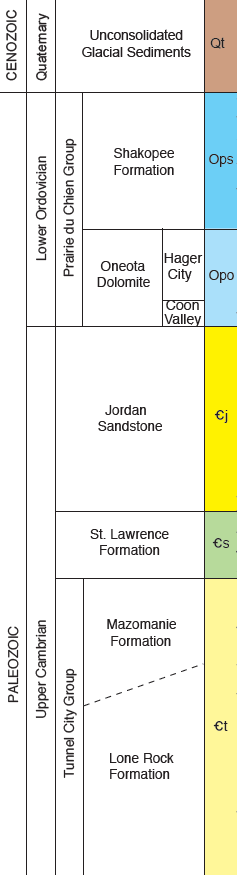 CENOZOIC
Quaternary
Unconsolidated
Glacial Sediments
Qt
PALEOZOIC
Lower Ordovician
Prairie du Chien Group
Shakopee
Formation
Ops
Oneota
Dolomite
Hager
City
Coon
Valley
Opo
Upper Cambrian
Jordan
Sandstone
€j
St. Lawrence
Formation
€s
Tunnel City Group
Mazomanie
Formation
Lone Rock
Formation
€t